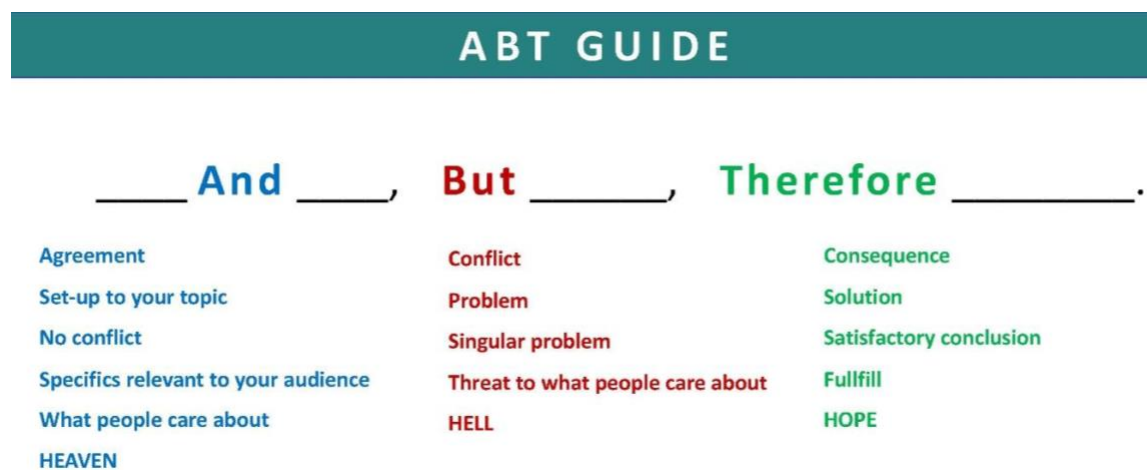 ABT GUIDE
____ And ____, But ______, Therefore ________.
Agreement
Set-up to your topic
No conflict
Specifics relevant to your audience
What people care about
HEAVEN
Conflict
Problem
Singular problem
Threat to what people care about
HELL
Consequence
Solution
Satisfactory conclusion
Fullfill
HOPE